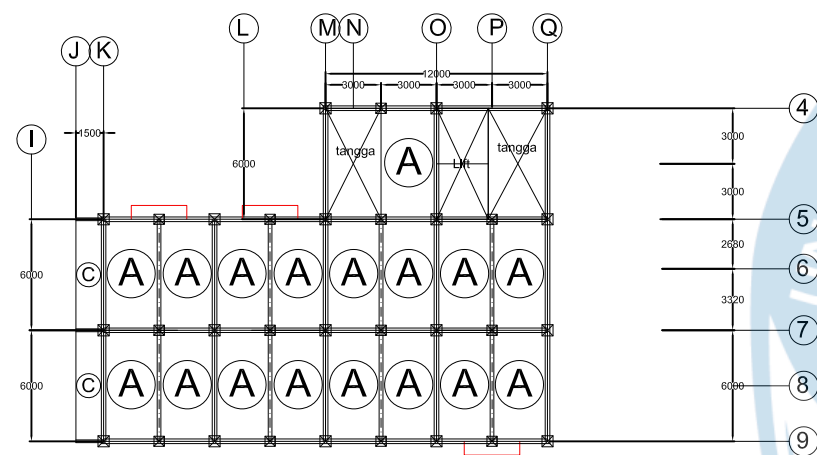 L M N O P Q
J K
12000
3000 3000 3000 3000
4
1500
I
tangga A Lift tangga
6000
3000
3000
5
2680
6000
C A A A A A A A A
6
3320
7
6000
C A A A A A A A A
6000
8
9